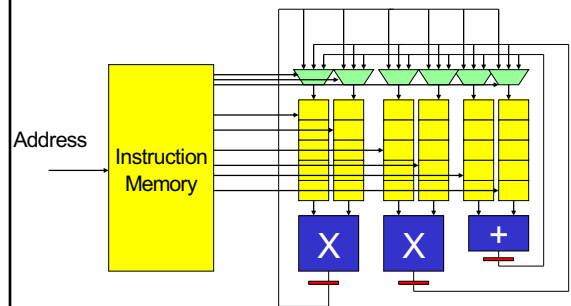 Address
Instruction
Memory
X
X
+